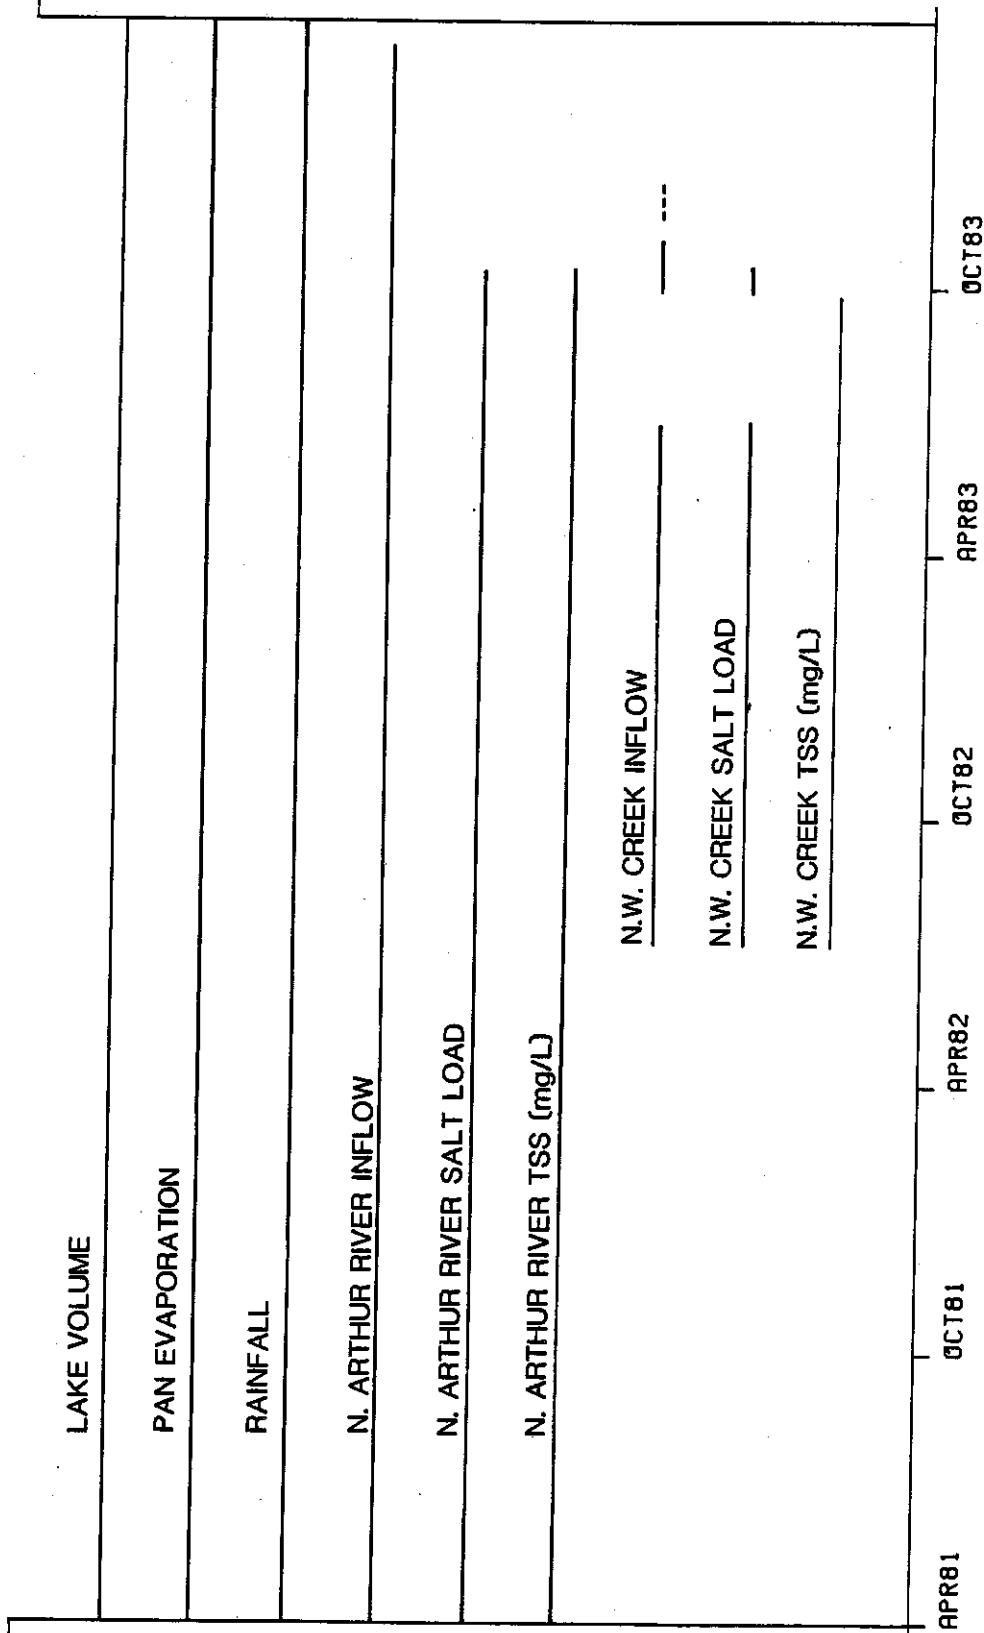 LAKE VOLUME
PAN EVAPORATION
RAINFALL
N. ARTHUR RIVER INFLOW
N. ARTHUR RIVER SALT LOAD
N. ARTHUR RIVER TSS (mg/L)
N.W. CREEK INFLOW
N.W. CREEK SALT LOAD
N.W. CREEK TSS (mg/L)
APR81
OCT81
APR82
OCT82
APR83
OCT83